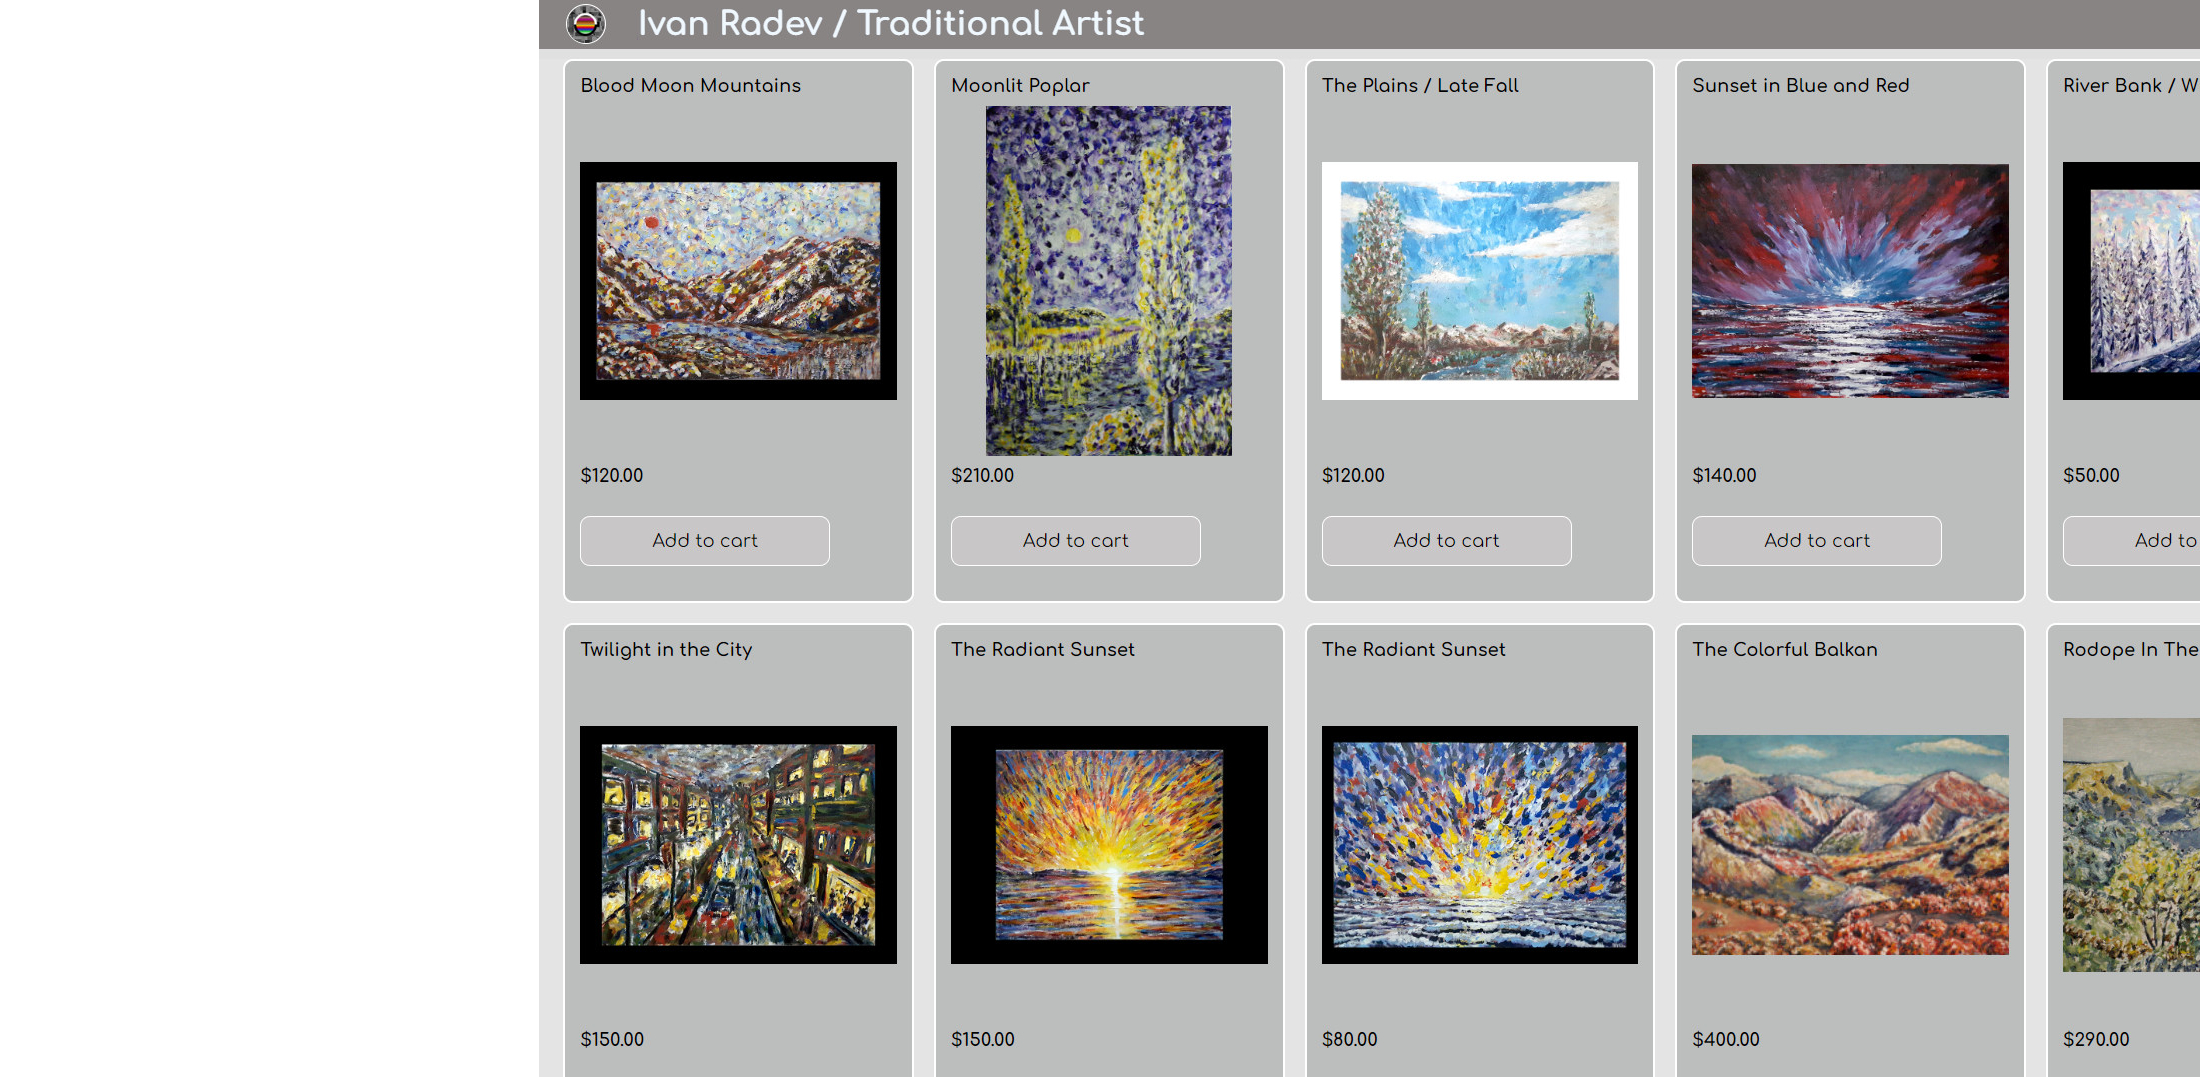 Ivan Radev / Traditional Artist
Blood Moon Mountains
Moonlit Poplar
The Plains / Late Fall
Sunset in Blue and Red
River Bank / W
$120.00
$210.00
$120.00
$140.00
$50.00
Add to cart
Add to cart
Add to cart
Add to cart
Add to
Twilight in the City
The Radiant Sunset
The Radiant Sunset
The Colorful Balkan
Rodope In The
$150.00
$150.00
$80.00
$400.00
$290.00